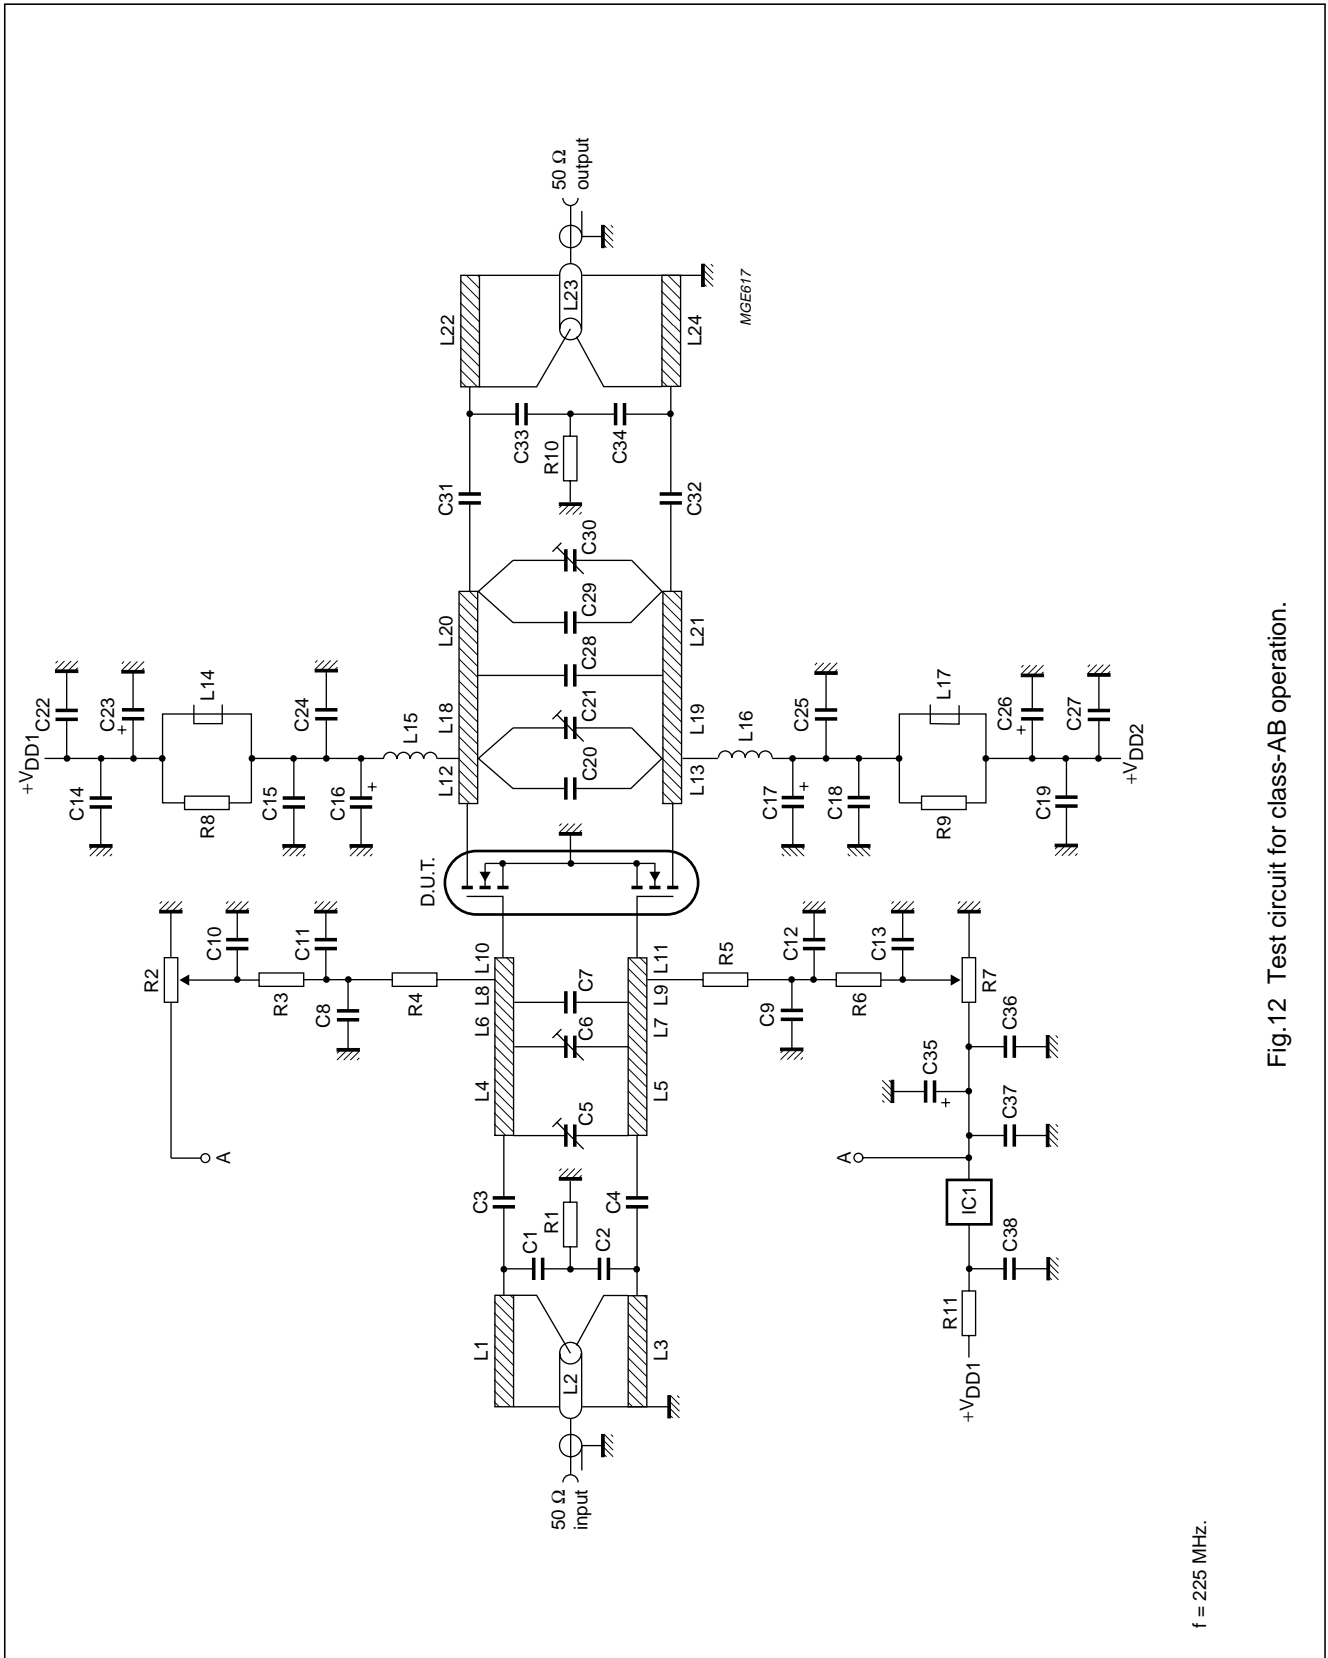 +VDD1
C22
C14
C23
+
L14
R8
C15
C24
C16
+
L15
R2
C10
R3
C11
C8
R4
A
50 Ω
input
L1
L2
L3
C1
C2
R1
C3
C4
C5
L4
L5
C6
L6
L7
C7
L8
L9
L10
L11
D.U.T.
L12
L13
C20
C21
L18
L19
C28
C29
C30
L20
L21
C31
C32
C33
R10
C34
L22
L23
L24
50 Ω
output
MGE617
R5
C9
C12
R6
C13
R7
C36
C35
+
C37
A
IC1
C38
R11
+VDD1
L16
C17
+
C25
C18
R9
L17
C26
+
C19
C27
+VDD2
f = 225 MHz.
Fig.12 Test circuit for class-AB operation.